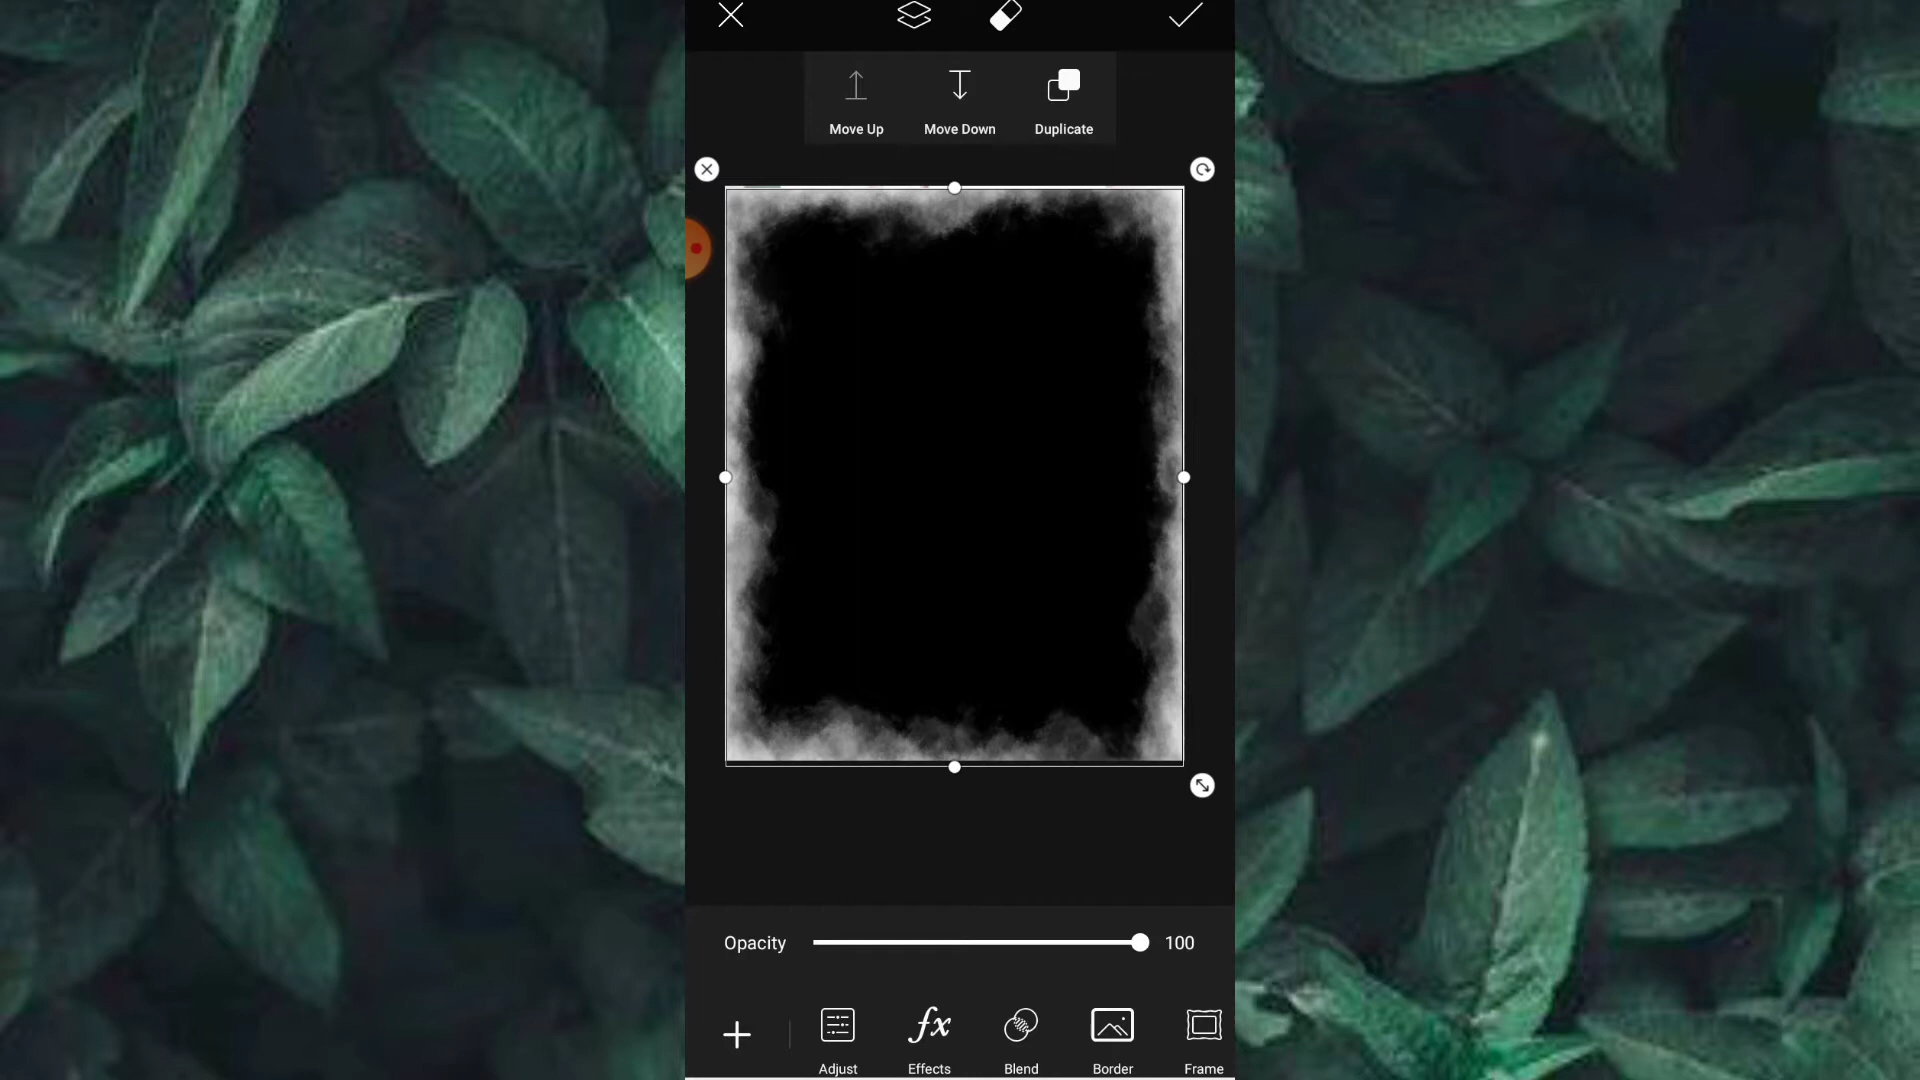 Move Up
Move Down
Duplicate
Opacity
100
Adjust
Effects
Blend
Border
Frame